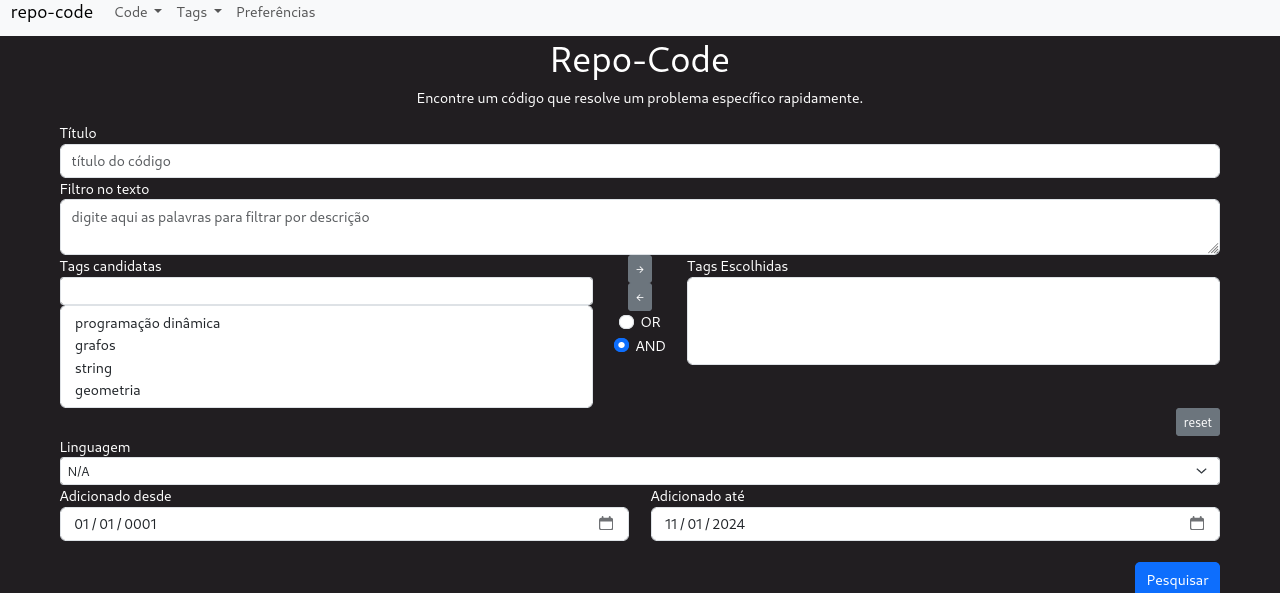 repo-code Code Tags Preferências
Repo-Code
Encontre um código que resolve um problema específico rapidamente.
Título
título do código
Filtro no texto
digite aqui as palavras para filtrar por descrição
Tags candidatas
→
Tags Escolhidas
←
programação dinâmica
OR
grafos
AND
string
geometria
reset
Linguagem
N/A
Adicionado desde
Adicionado até
01 / 01 / 0001
11 / 01 / 2024
Pesquisar